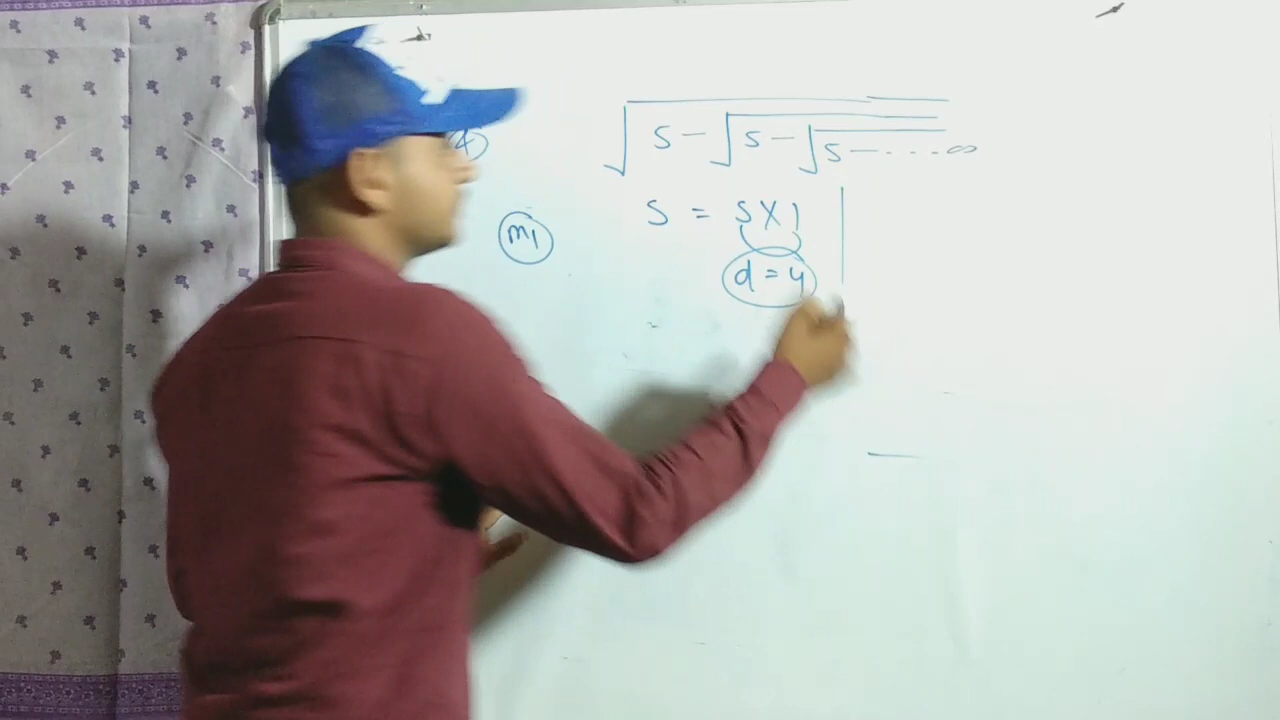 √5-√5-√5-....∞
5 = 5×1
m1
d=4